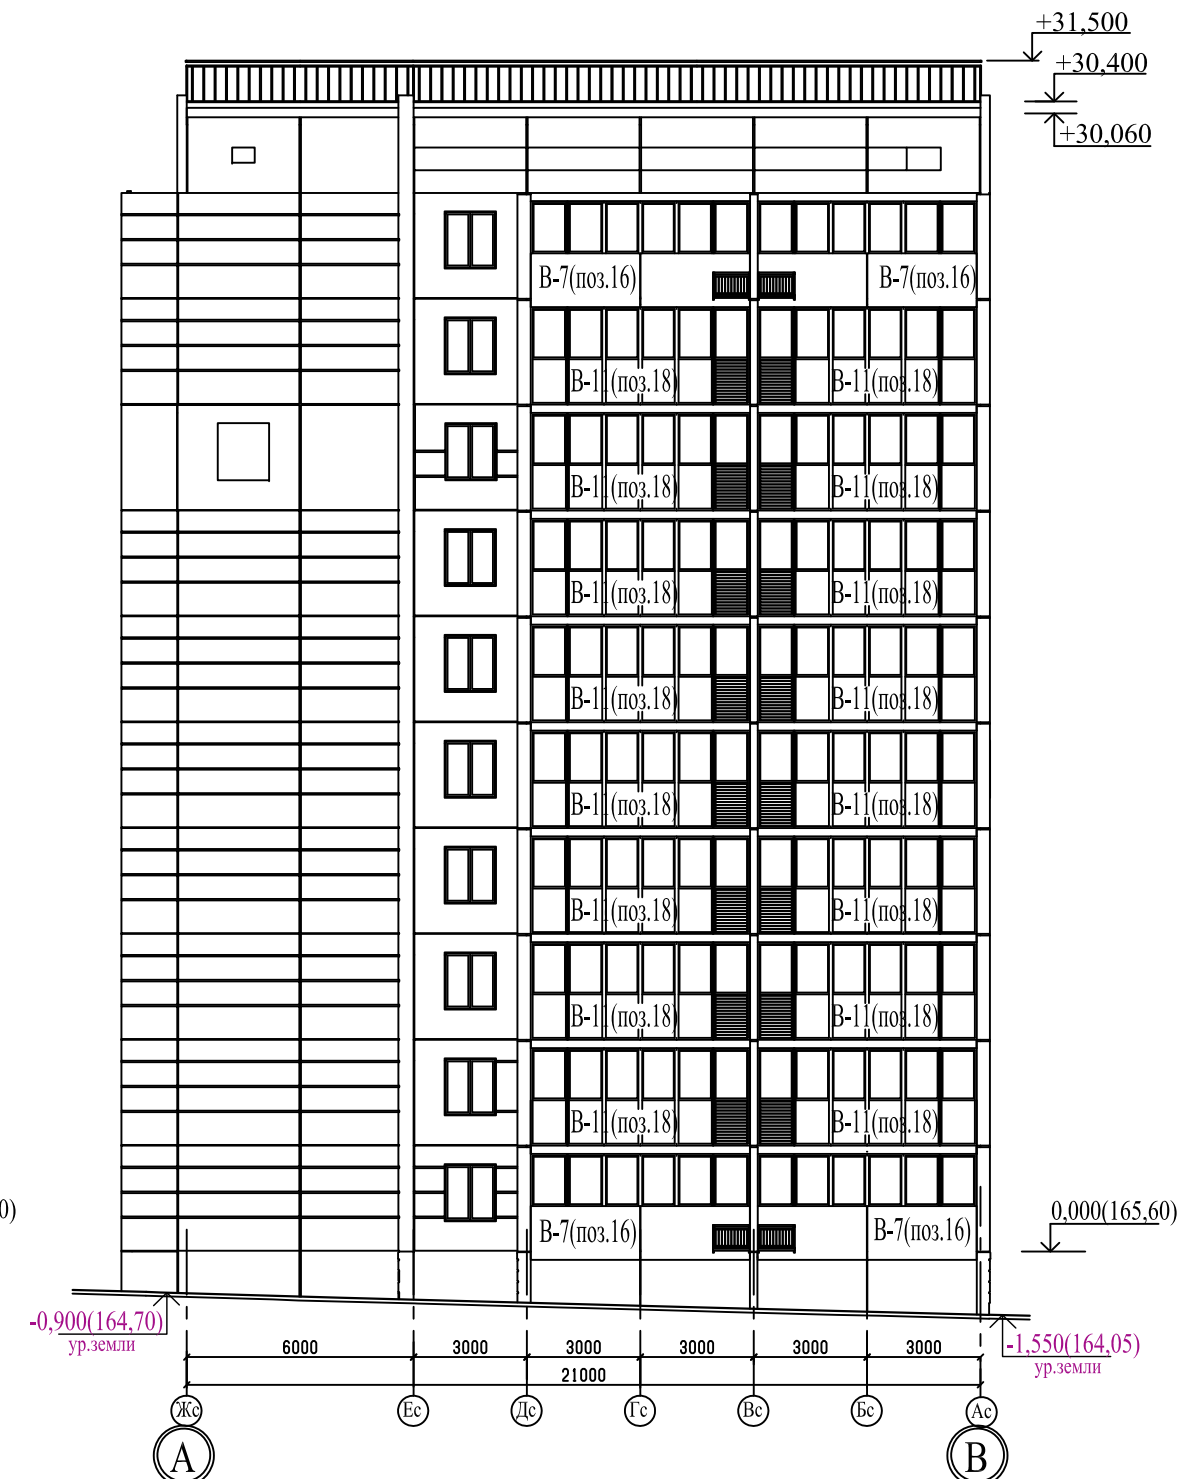 +31,500
+30,400
+30,060
В-7(поз.16) В-7(поз.16)
В-11(поз.18) В-11(поз.18)
В-11(поз.18) В-11(поз.18)
В-11(поз.18) В-11(поз.18)
В-11(поз.18) В-11(поз.18)
В-11(поз.18) В-11(поз.18)
В-11(поз.18) В-11(поз.18)
В-11(поз.18) В-11(поз.18)
В-11(поз.18) В-11(поз.18)
0) 0,000(165,60)
В-7(поз.16) В-7(поз.16)
-0,900(164,70)
ур.земли
-1,550(164,05)
ур.земли
6000 3000 3000 3000 3000 3000
21000
Жс Ес Дс Гс Вс Бс Ас
А В